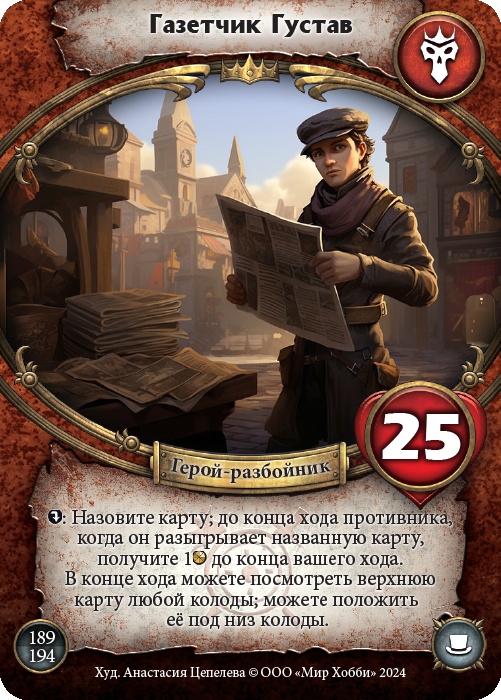 Газетчик Густав
25
Герой-разбойник
: Назовите карту; до конца хода противника,
когда он разыгрывает названную карту,
получите 1 до конца вашего хода.
В конце хода можете посмотреть верхнюю
карту любой колоды; можете положить
её под низ колоды.
189
194
Худ. Анастасия Цепелева © ООО «Мир Хобби» 2024